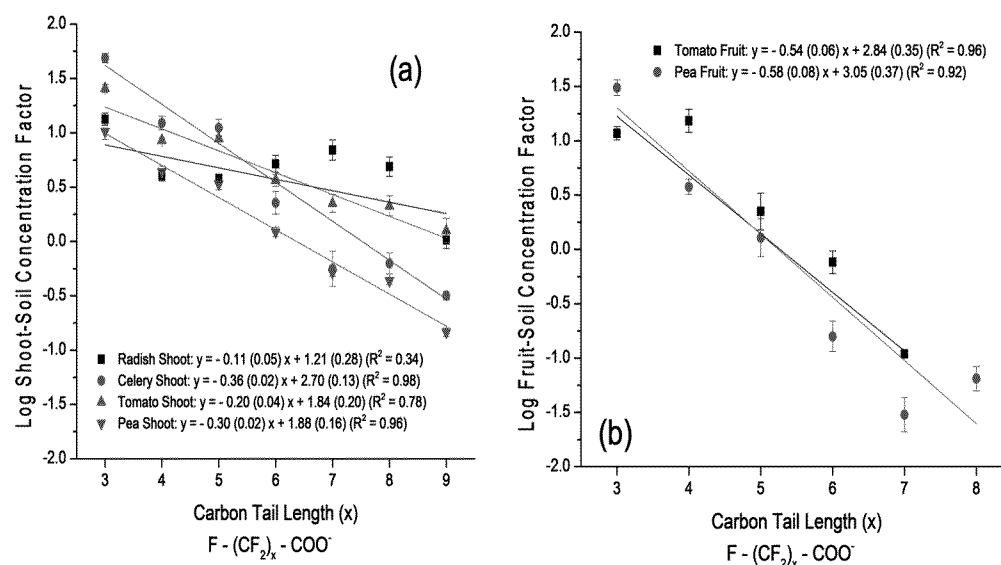 (a)
Log Shoot-Soil Concentration Factor
2.0
1.5
1.0
0.5
0.0
-0.5
-1.0
-1.5
-2.0
Radish Shoot: y = - 0.11 (0.05) x + 1.21 (0.28) (R² = 0.34)
Celery Shoot: y = - 0.36 (0.02) x + 2.70 (0.13) (R² = 0.98)
Tomato Shoot: y = - 0.20 (0.04) x + 1.84 (0.20) (R² = 0.78)
Pea Shoot: y = - 0.30 (0.02) x + 1.88 (0.16) (R² = 0.96)
3 4 5 6 7 8 9
Carbon Tail Length (x)
F - (CF₂)ₓ - COO⁻
(b)
Log Fruit-Soil Concentration Factor
2.0
1.5
1.0
0.5
0.0
-0.5
-1.0
-1.5
-2.0
Tomato Fruit: y = - 0.54 (0.06) x + 2.84 (0.35) (R² = 0.96)
Pea Fruit: y = - 0.58 (0.08) x + 3.05 (0.37) (R² = 0.92)
3 4 5 6 7 8
Carbon Tail Length (x)
F - (CF₂)ₓ - COO⁻